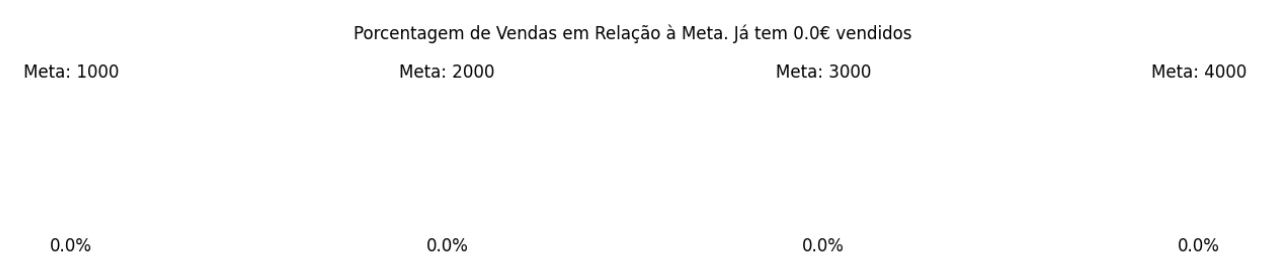 Porcentagem de Vendas em Relação à Meta. Já tem 0.0€ vendidos
Meta: 1000
Meta: 2000
Meta: 3000
Meta: 4000
0.0%
0.0%
0.0%
0.0%